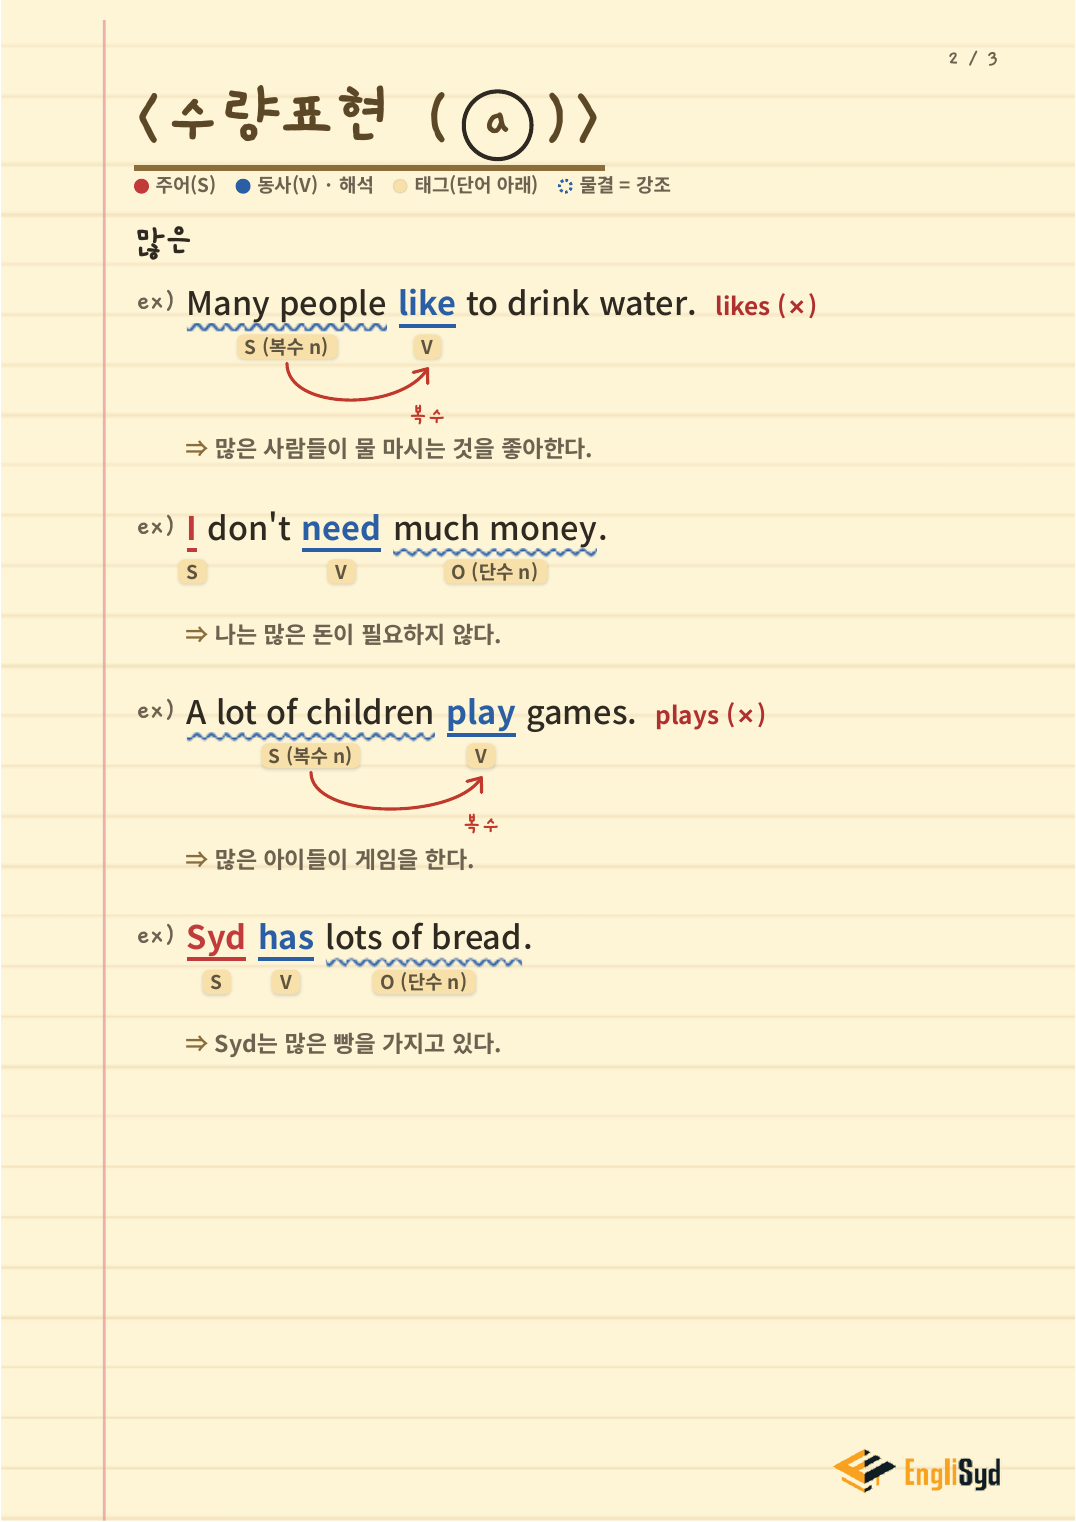 2 / 3
<수량표현 (a)>
주어(S) 동사(V) · 해석 태그(단어 아래) 물결 = 강조
많은
ex) Many people like to drink water. likes (×)
S (복수 n) V
복수
⇒ 많은 사람들이 물 마시는 것을 좋아한다.
ex) I don't need much money.
S V O (단수 n)
⇒ 나는 많은 돈이 필요하지 않다.
ex) A lot of children play games. plays (×)
S (복수 n) V
복수
⇒ 많은 아이들이 게임을 한다.
ex) Syd has lots of bread.
S V O (단수 n)
⇒ Syd는 많은 빵을 가지고 있다.
EngliSyd